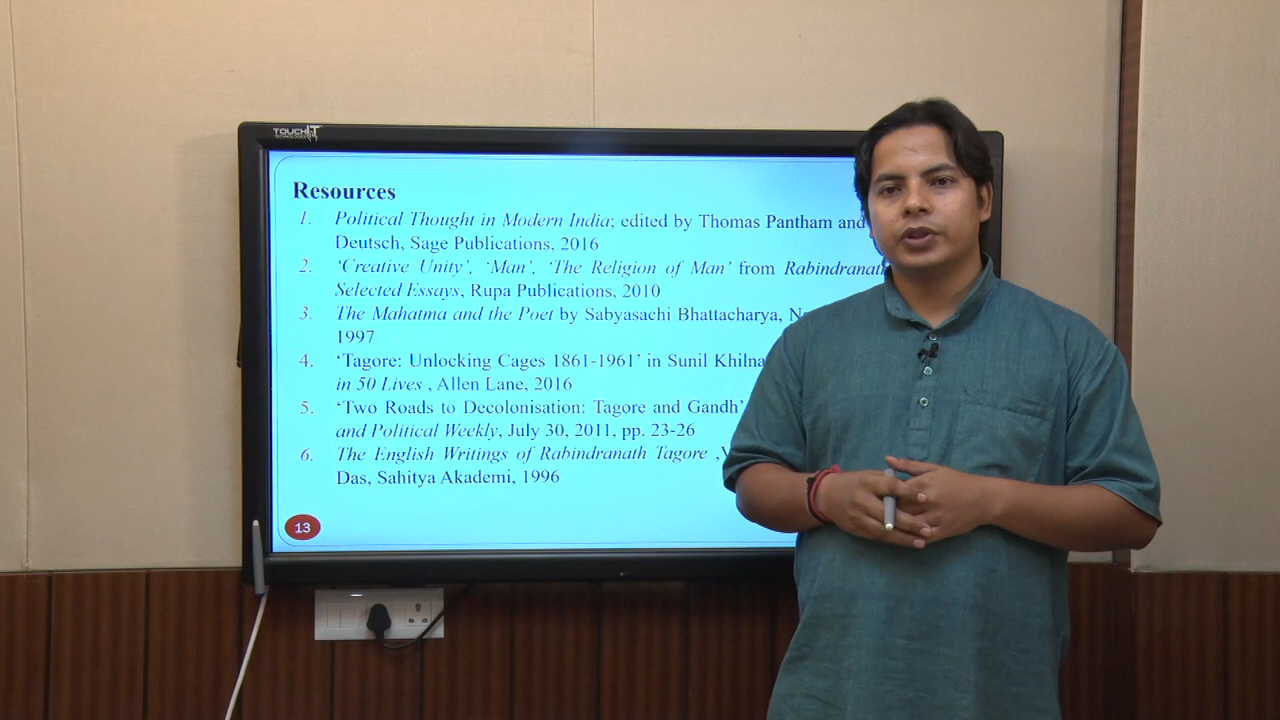 TOUCHIT
TECHNOLOGIES
Resources
1. Political Thought in Modern India; edited by Thomas Pantham and
Deutsch, Sage Publications, 2016
2. ‘Creative Unity’, ‘Man’, ‘The Religion of Man’ from Rabindranath
Selected Essays, Rupa Publications, 2010
3. The Mahatma and the Poet by Sabyasachi Bhattacharya,
1997
4. ‘Tagore: Unlocking Cages 1861-1961’ in Sunil
in 50 Lives , Allen Lane, 2016
5. ‘Two Roads to Decolonisation: Tagore and Gandh’
and Political Weekly, July 30, 2011, pp. 23-26
6. The English Writings of Rabindranath Tagore ,
Das, Sahitya Akademi, 1996
13